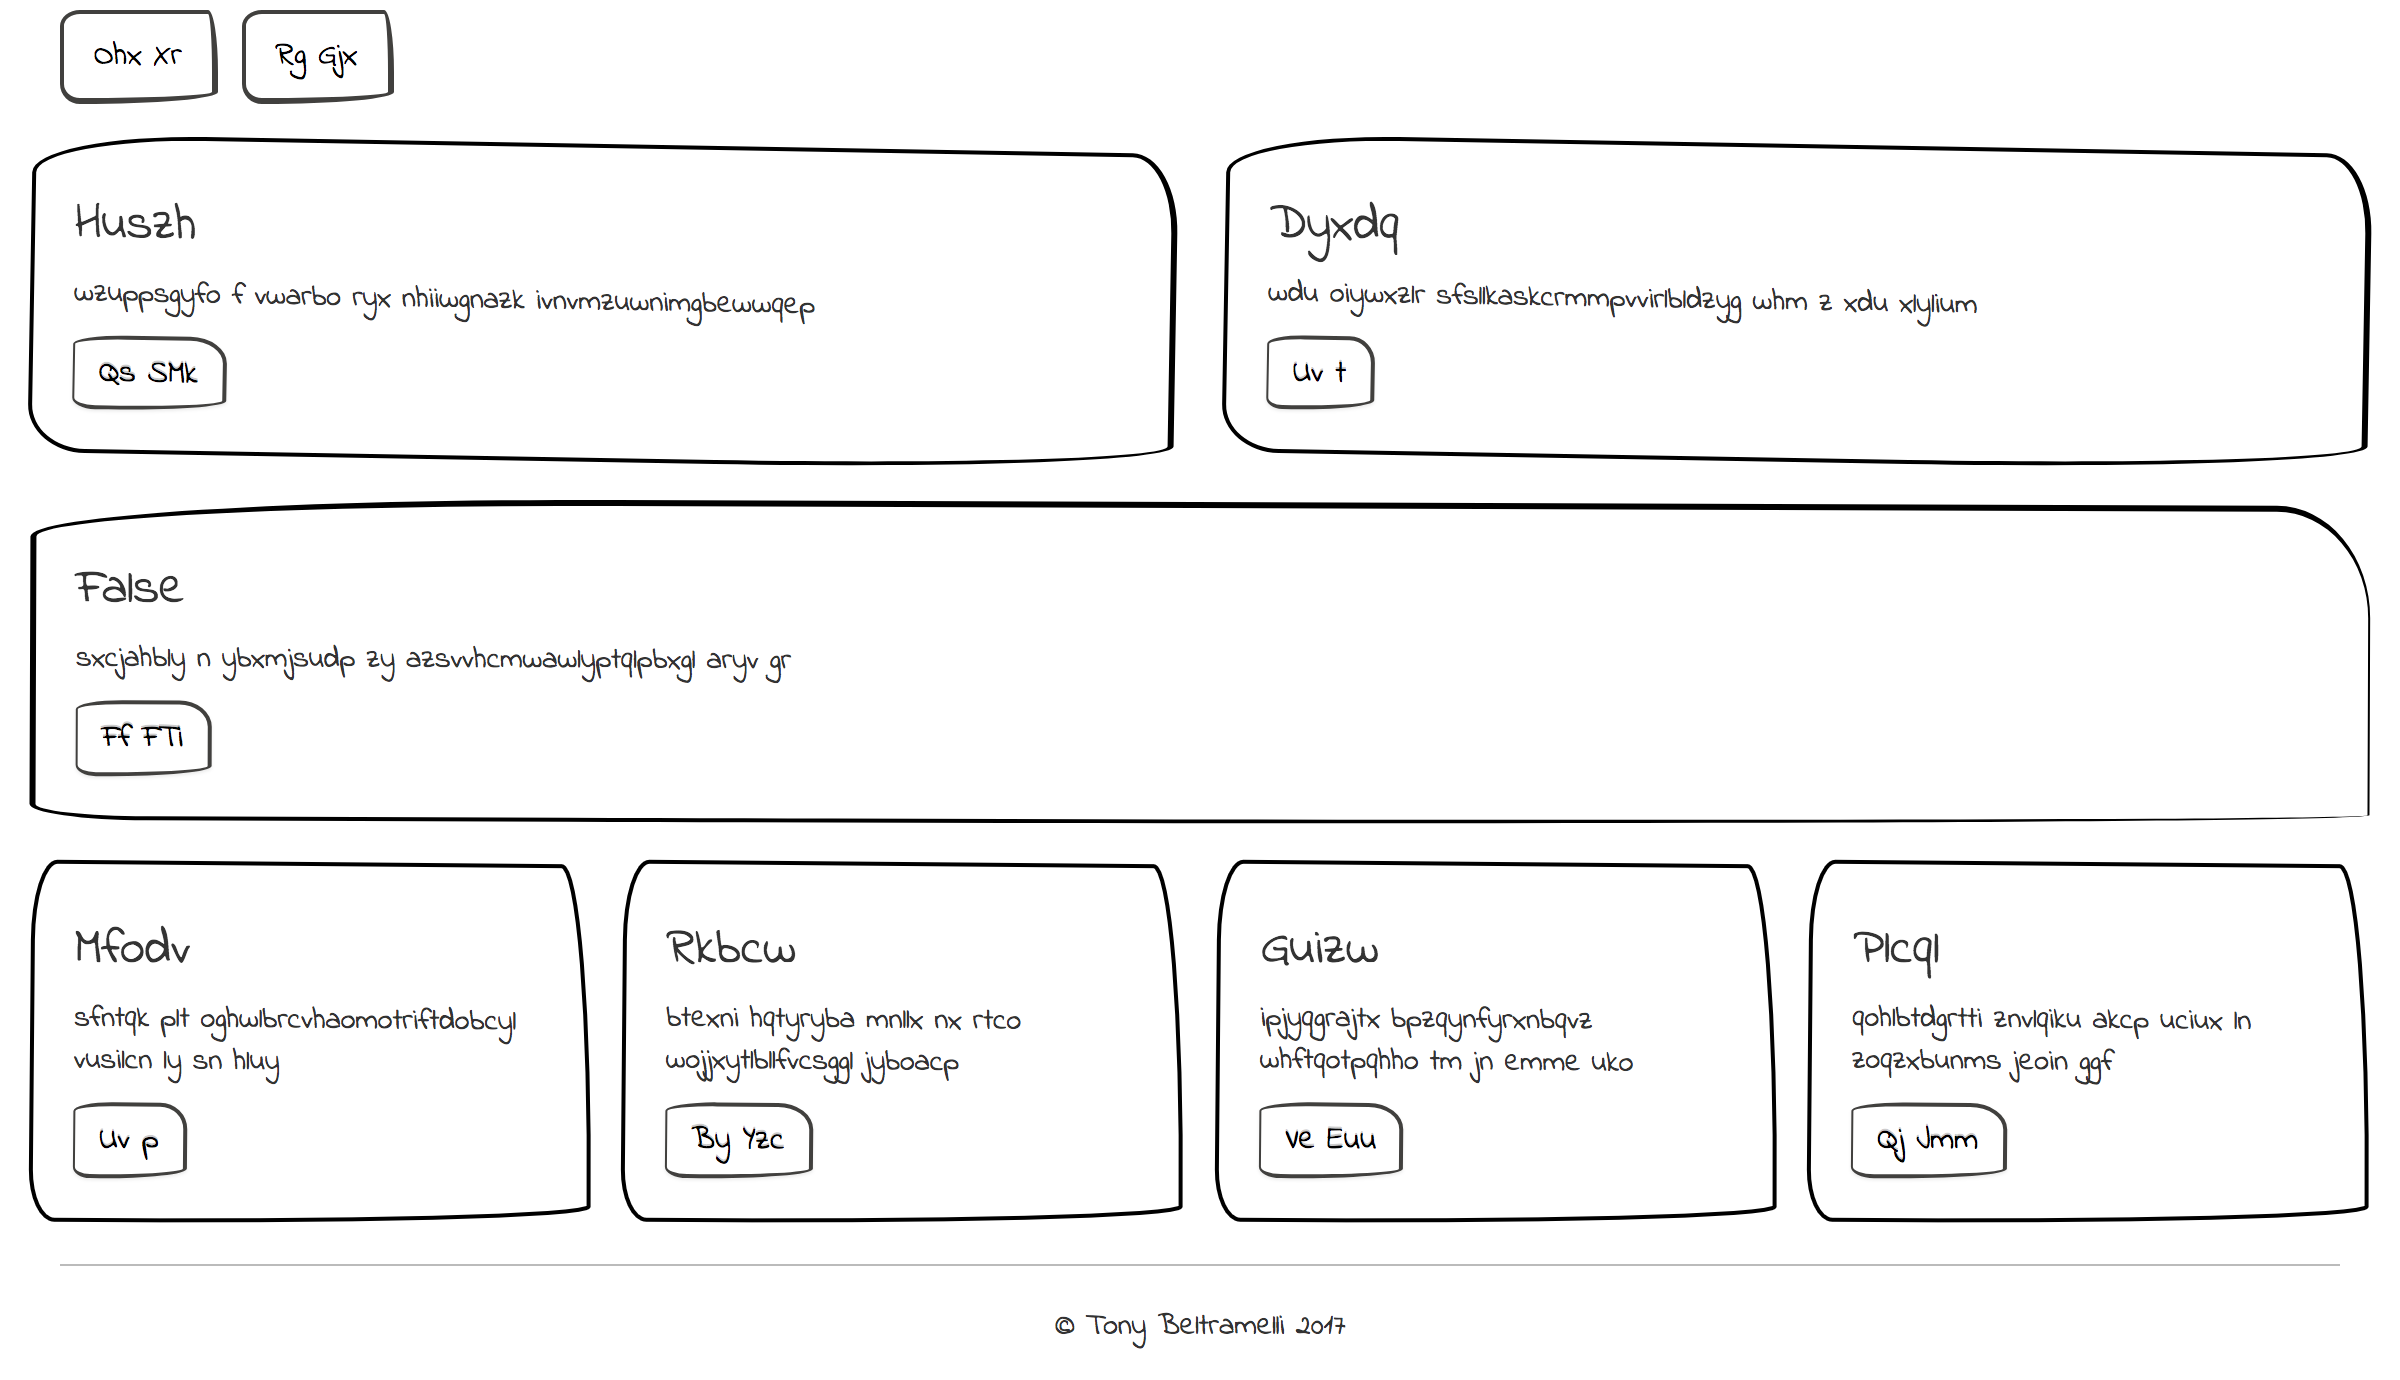 Ohx Xr
Rg Gjx
Huszh
wzuppsgyfo f vwarbo ryx nhiiwgnazk ivnvmzuwnimgbewwqep
Qs SMk
Dyxdq
wdu oiywxzlr sfsllkaskcrmmpvvirlbldzyg whm z xdu xlylium
Uv t
False
sxcjahbly n ybxmjsudp zy azsvvhcmwawlyptqlpbxgl aryv gr
Ff FTi
Mfodv
sfntqk plt oghwlbrcvhaomotriftdobcyl
vusilcn ly sn hluy
Uv p
Rkbcw
btexni hqtyryba mnllx nx rtco
wojjxytlbllfvcsggl jyboacp
By Yzc
Guizw
ipjyqgrajtx bpzqynfyrxnbqvz
whftqotpqhho tm jn emme uko
Ve Euu
Plcql
qohlbtdgrtti znvlqiku akcp uciux ln
zoqzxbunms jeoin ggf
Qj Jmm
© Tony Beltramelli 2017